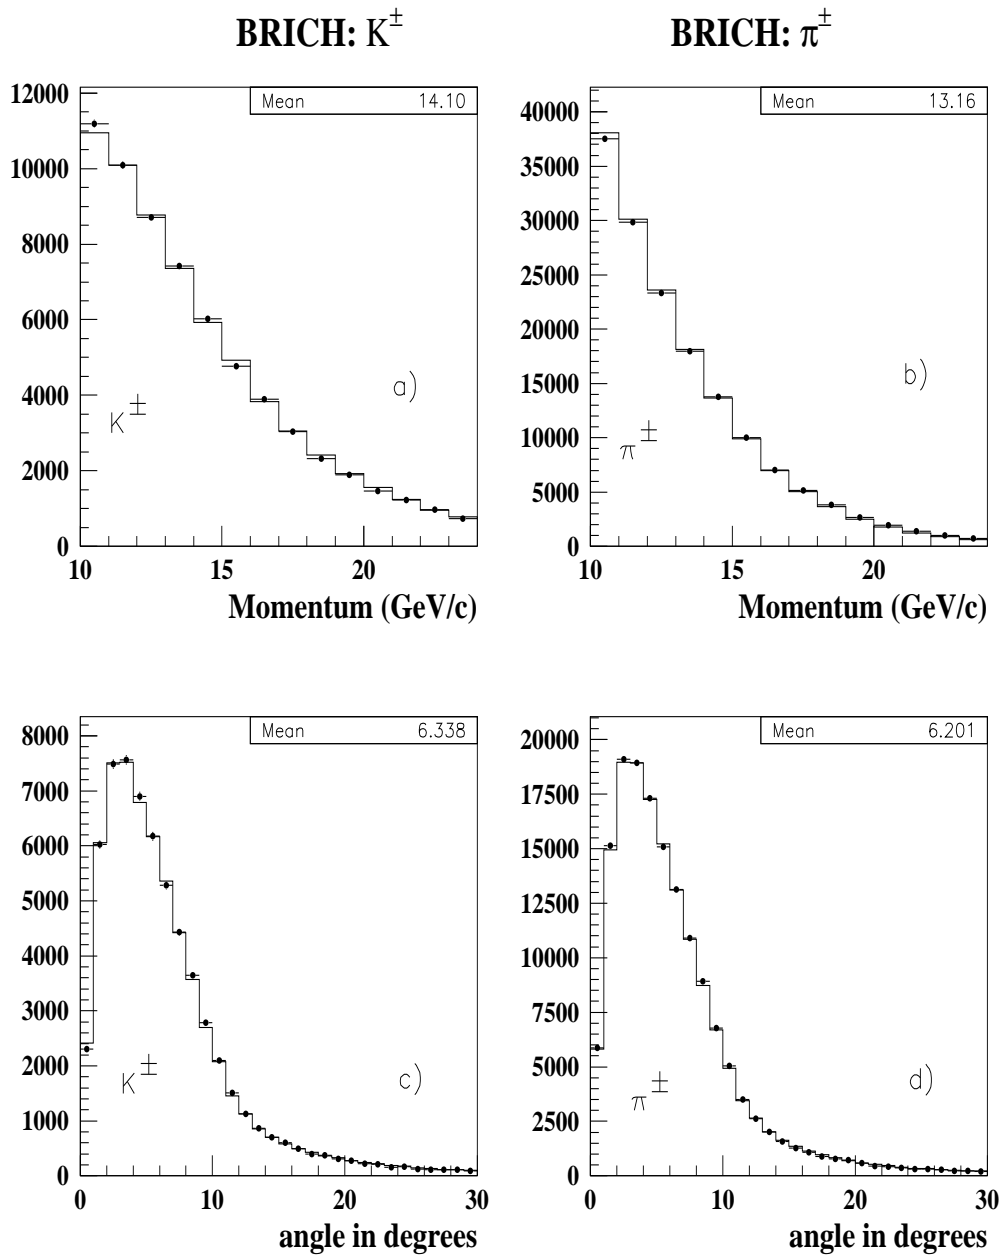 BRICH: K± BRICH: π±
Mean 14.10
12000
10000
8000
6000
4000
2000
0
K±
a)
10 15 20
Momentum (GeV/c)
Mean 13.16
40000
35000
30000
25000
20000
15000
10000
5000
0
π±
b)
10 15 20
Momentum (GeV/c)
Mean 6.338
8000
7000
6000
5000
4000
3000
2000
1000
0
K±
c)
0 10 20 30
angle in degrees
Mean 6.201
20000
17500
15000
12500
10000
7500
5000
2500
0
π±
d)
0 10 20 30
angle in degrees